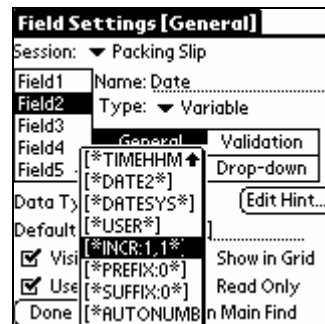 Field Settings [General]
Session: Packing Slip
Field1
Field2
Field3
Field4
Field5
Name: Date
Type: Variable
General
Validation
Drop-down
Data Ty
Edit Hint...
Default
[*TIMEHHM
[*DATE2*]
[*DATESYS*]
[*USER*]
[*INCR:1,1*]
[*PREFIX:0*]
[*SUFFIX:0*]
[*AUTONUMB
]
Visi
Show in Grid
Use
Read Only
Done
n Main Find